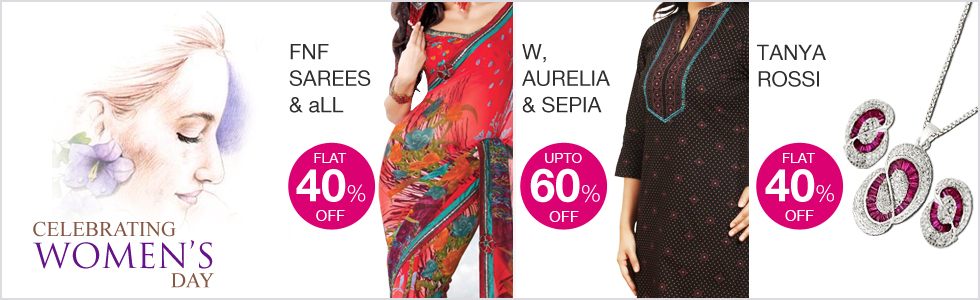 CELEBRATING
WOMEN'S
DAY
FNF
SAREES
& aLL
FLAT
40%
OFF
W,
AURELIA
& SEPIA
UPTO
60%
OFF
TANYA
ROSSI
FLAT
40%
OFF